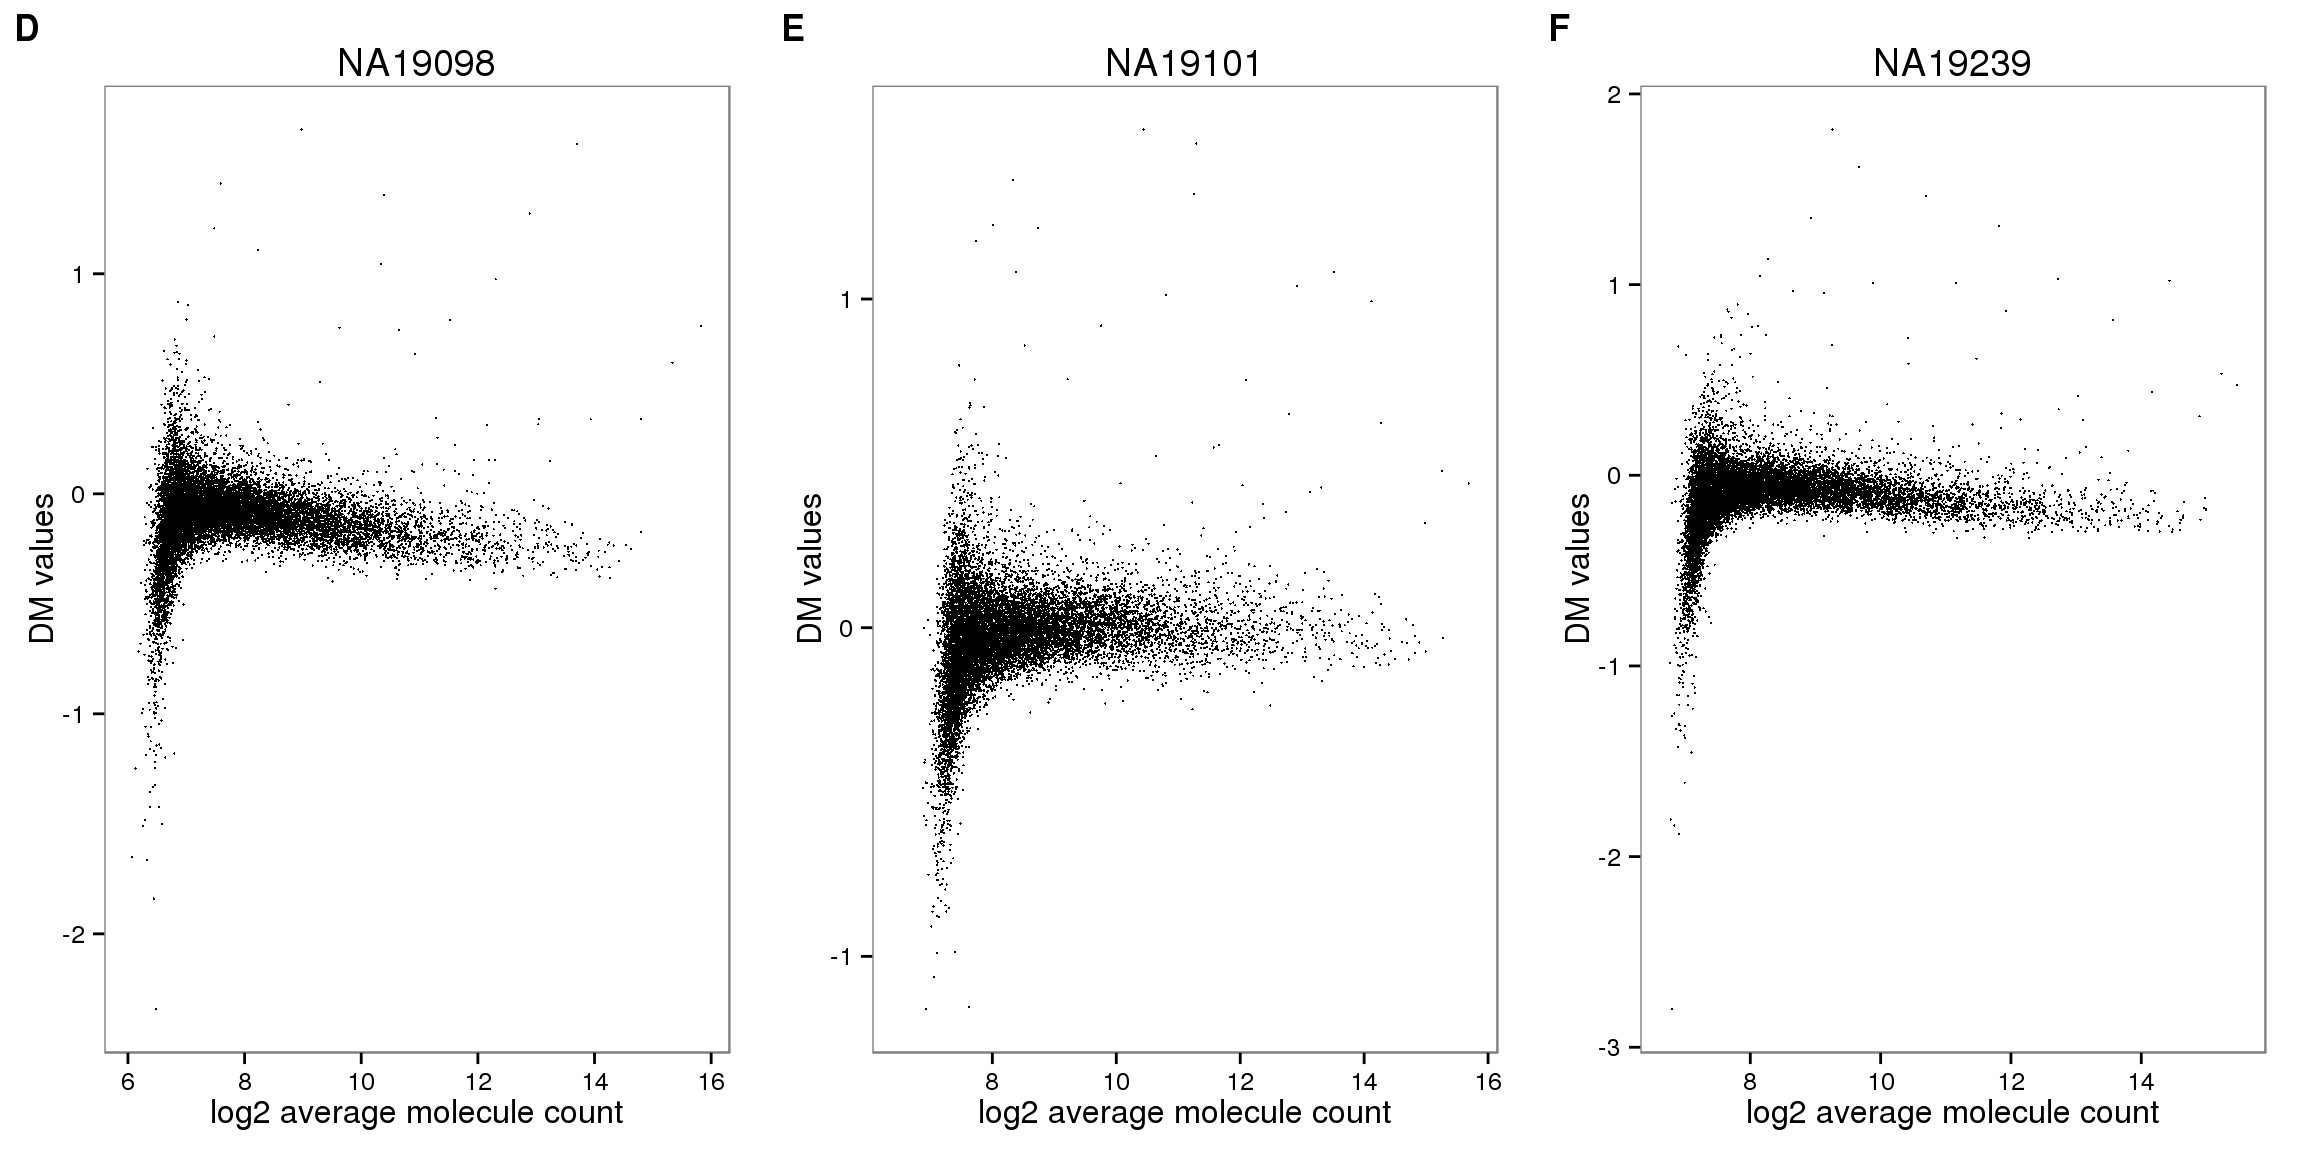 D
NA19098
DM values
1
0
-1
-2
6 8 10 12 14 16
log2 average molecule count
E
NA19101
DM values
1
0
-1
8 10 12 14 16
log2 average molecule count
F
NA19239
DM values
2
1
0
-1
-2
-3
8 10 12 14
log2 average molecule count